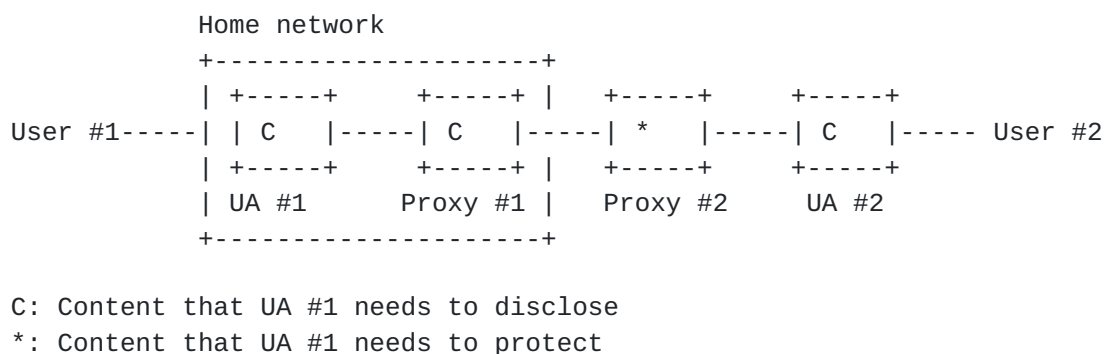 Home network
            +---------------------+
            | +-----+     +-----+ |   +-----+     +-----+
User #1-----| | C   |-----| C   |-----| *   |-----| C   |----- User #2
            | +-----+     +-----+ |   +-----+     +-----+
            | UA #1      Proxy #1 |   Proxy #2     UA #2
            +---------------------+
C: Content that UA #1 needs to disclose
*: Content that UA #1 needs to protect